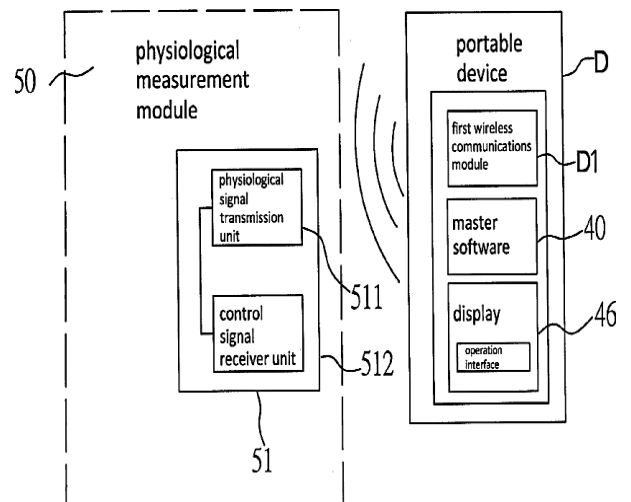 50
physiological
measurement
module
physiological
signal
transmission
unit
511
control
signal
receiver unit
512
51
portable
device
D
first wireless
communications
module
D1
master
software
40
display
46
operation
interface